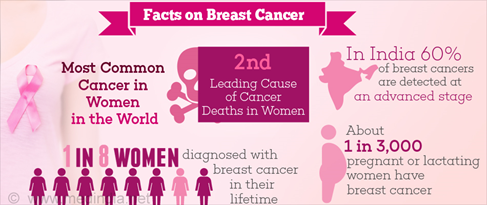 Facts on Breast Cancer
Most Common
Cancer in
Women
in the World
2nd
Leading Cause
of Cancer
Deaths in Women
In India 60%
of breast cancers
are detected at
an advanced stage
1 IN 8 WOMEN
diagnosed with
breast cancer
in their
lifetime
About
1 in 3,000
pregnant or lactating
women have
breast cancer